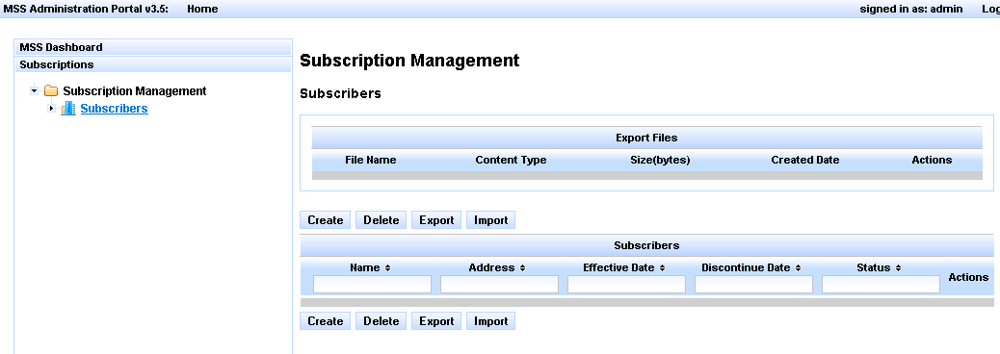 MSS Administration Portal v3.5: Home signed in as: admin
MSS Dashboard
Subscriptions
Subscription Management
Subscribers
Subscription Management
Subscribers
Export Files
File Name Content Type Size(bytes) Created Date Actions
Create Delete Export Import
Subscribers
Name Address Effective Date Discontinue Date Status Actions
Create Delete Export Import